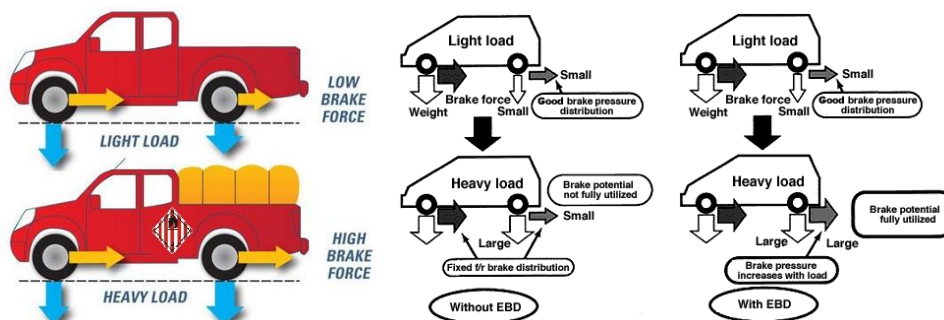 LOW
BRAKE
FORCE
LIGHT LOAD
HIGH
BRAKE
FORCE
HEAVY LOAD
Light load
Small
Brake force
Good brake pressure
distribution
Weight
Small
Heavy load
Brake potential
not fully utilized
Small
Large
Fixed f/r brake distribution
Without EBD
Light load
Small
Brake force
Good brake pressure
distribution
Weight
Small
Heavy load
Brake potential
fully utilized
Large
Large
Brake pressure
increases with load
With EBD